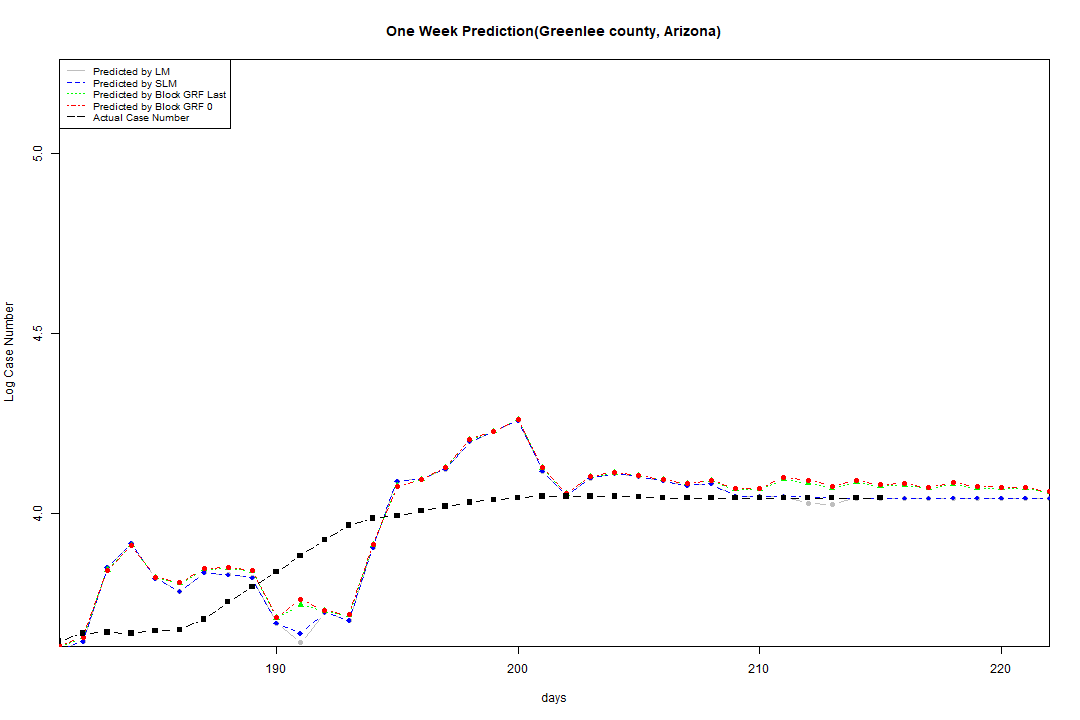 One Week Prediction(Greenlee county, Arizona)
Predicted by LM
Predicted by SLM
Predicted by Block GRF Last
Predicted by Block GRF 0
Actual Case Number
5.0
4.5
4.0
Log Case Number
190 200 210 220
days